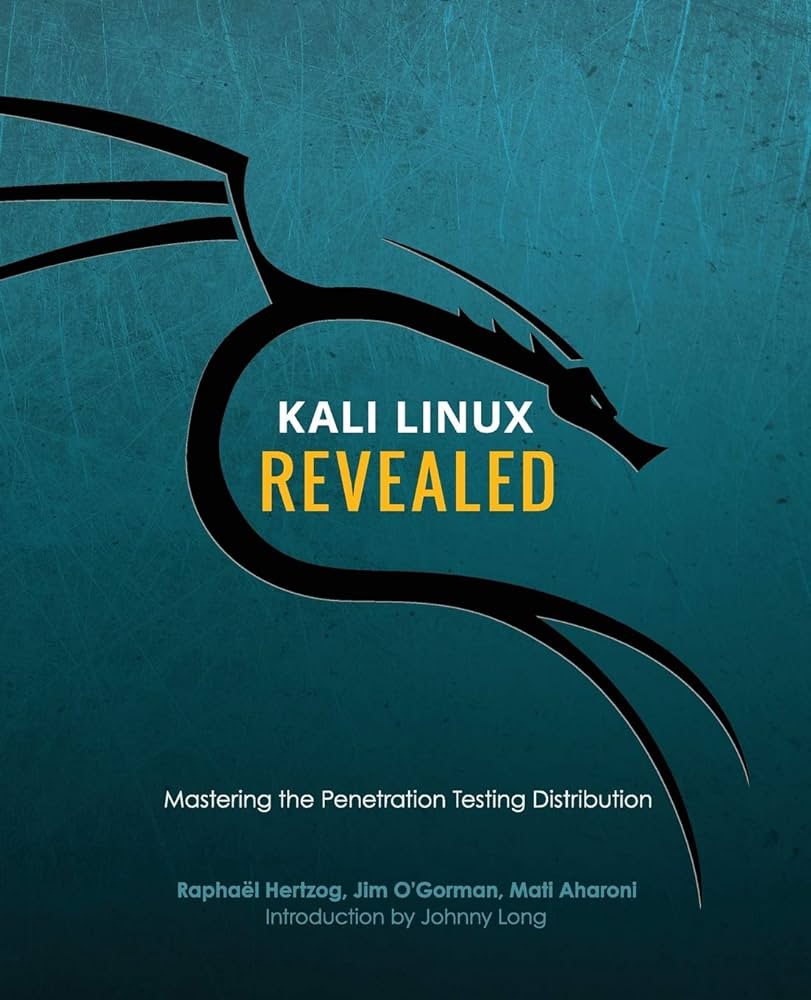 KALI LINUX
REVEALED
Mastering the Penetration Testing Distribution
Raphaël Hertzog, Jim O'Gorman, Mati Aharoni
Introduction by Johnny Long